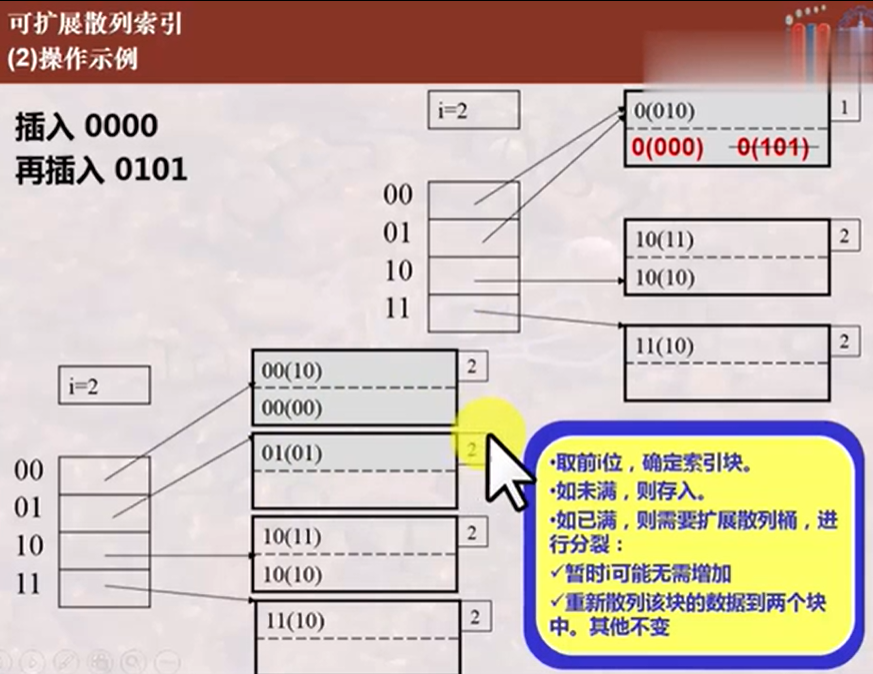 可扩展散列索引
(2)操作示例
插入 0000
再插入 0101
i=2
0(010)
1
0(000) 0(101)
00
01
10
11
10(11)
2
10(10)
11(10)
2
i=2
00
01
10
11
00(10)
2
00(00)
01(01)
2
10(11)
2
10(10)
11(10)
2
•取前i位，确定索引块。
•如未满，则存入。
•如已满，则需要扩展散列桶，进
行分裂：
✓暂时i可能无需增加
✓重新散列该块的数据到两个块
中。其他不变